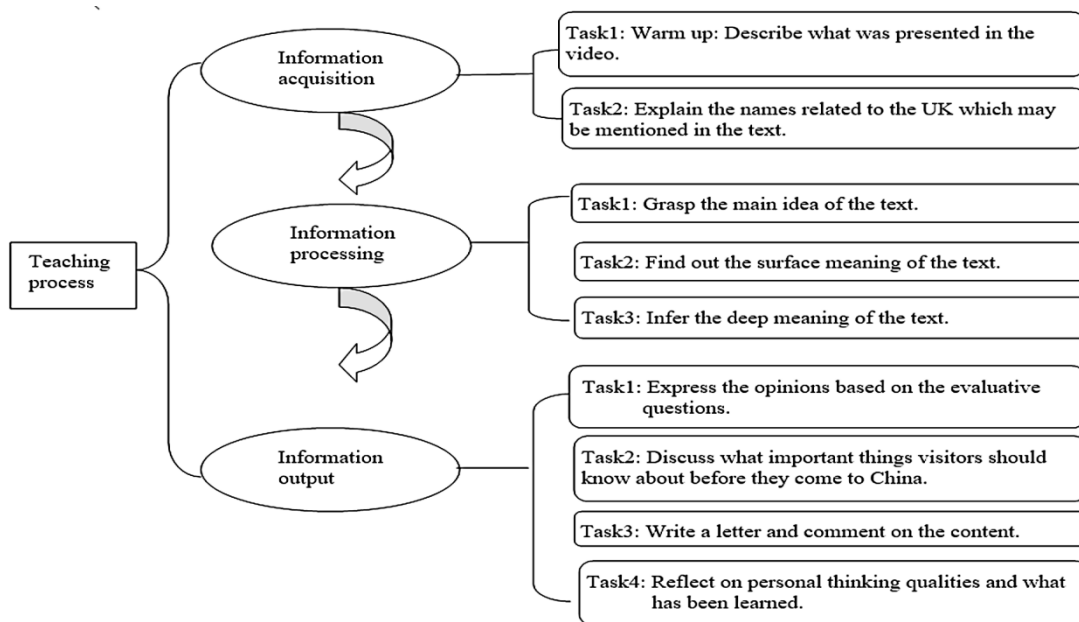 Teaching
process
Information
acquisition
Task1: Warm up: Describe what was presented in the
video.
Task2: Explain the names related to the UK which may
be mentioned in the text.
Information
processing
Task1: Grasp the main idea of the text.
Task2: Find out the surface meaning of the text.
Task3: Infer the deep meaning of the text.
Information
output
Task1: Express the opinions based on the evaluative
questions.
Task2: Discuss what important things visitors should
know about before they come to China.
Task3: Write a letter and comment on the content.
Task4: Reflect on personal thinking qualities and what
has been learned.